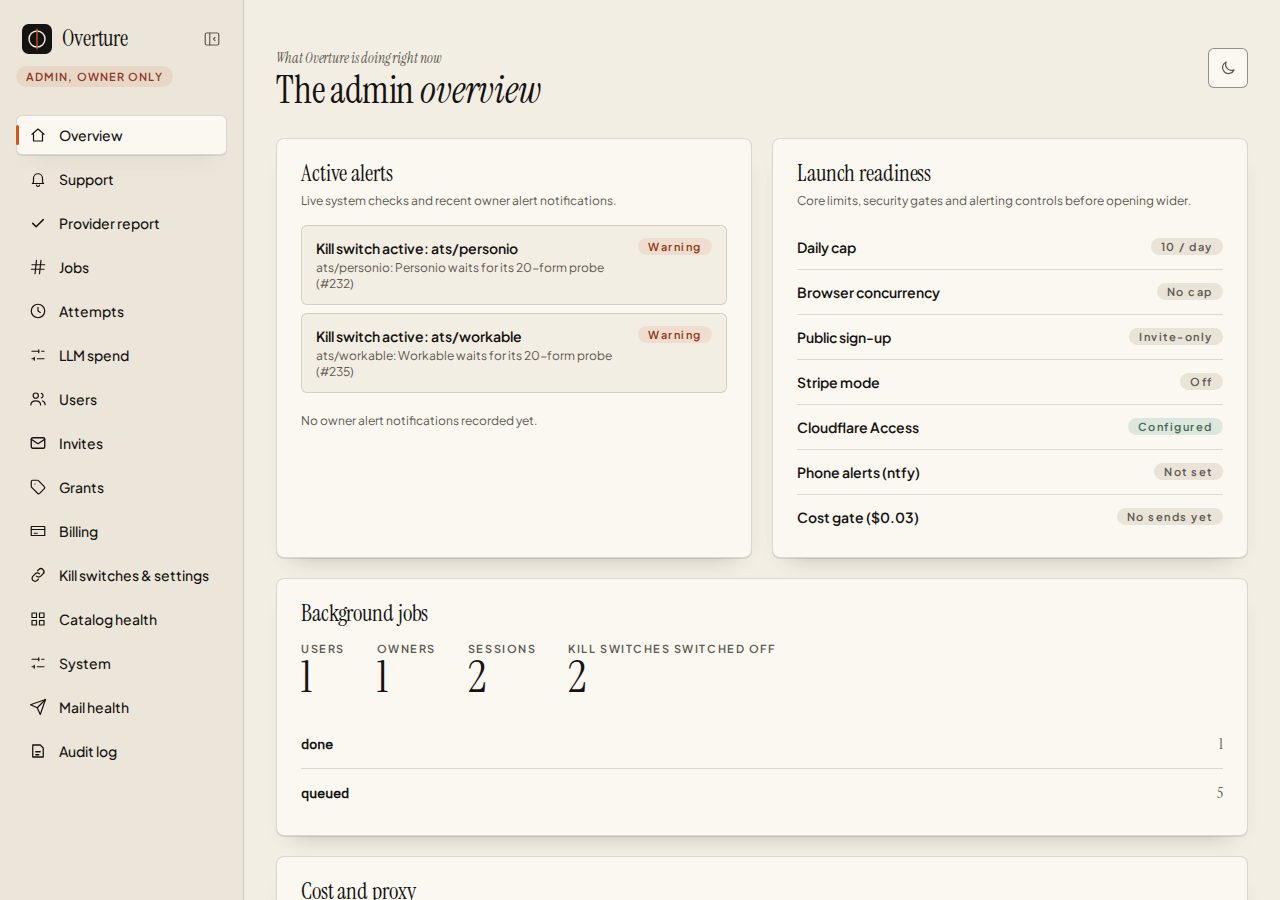 Overture
ADMIN, OWNER ONLY
Overview
Support
Provider report
Jobs
Attempts
LLM spend
Users
Invites
Grants
Billing
Kill switches & settings
Catalog health
System
Mail health
Audit log
What Overture is doing right now
The admin overview
Active alerts
Live system checks and recent owner alert notifications.
Kill switch active: ats/personio
Warning
ats/personio: Personio waits for its 20-form probe
(#232)
Kill switch active: ats/workable
Warning
ats/workable: Workable waits for its 20-form probe
(#235)
No owner alert notifications recorded yet.
Launch readiness
Core limits, security gates and alerting controls before opening wider.
Daily cap 10 / day
Browser concurrency No cap
Public sign-up Invite-only
Stripe mode Off
Cloudflare Access Configured
Phone alerts (ntfy) Not set
Cost gate ($0.03) No sends yet
Background jobs
USERS OWNERS SESSIONS KILL SWITCHES SWITCHED OFF
1 1 2 2
done 1
queued 5
Cost and proxy